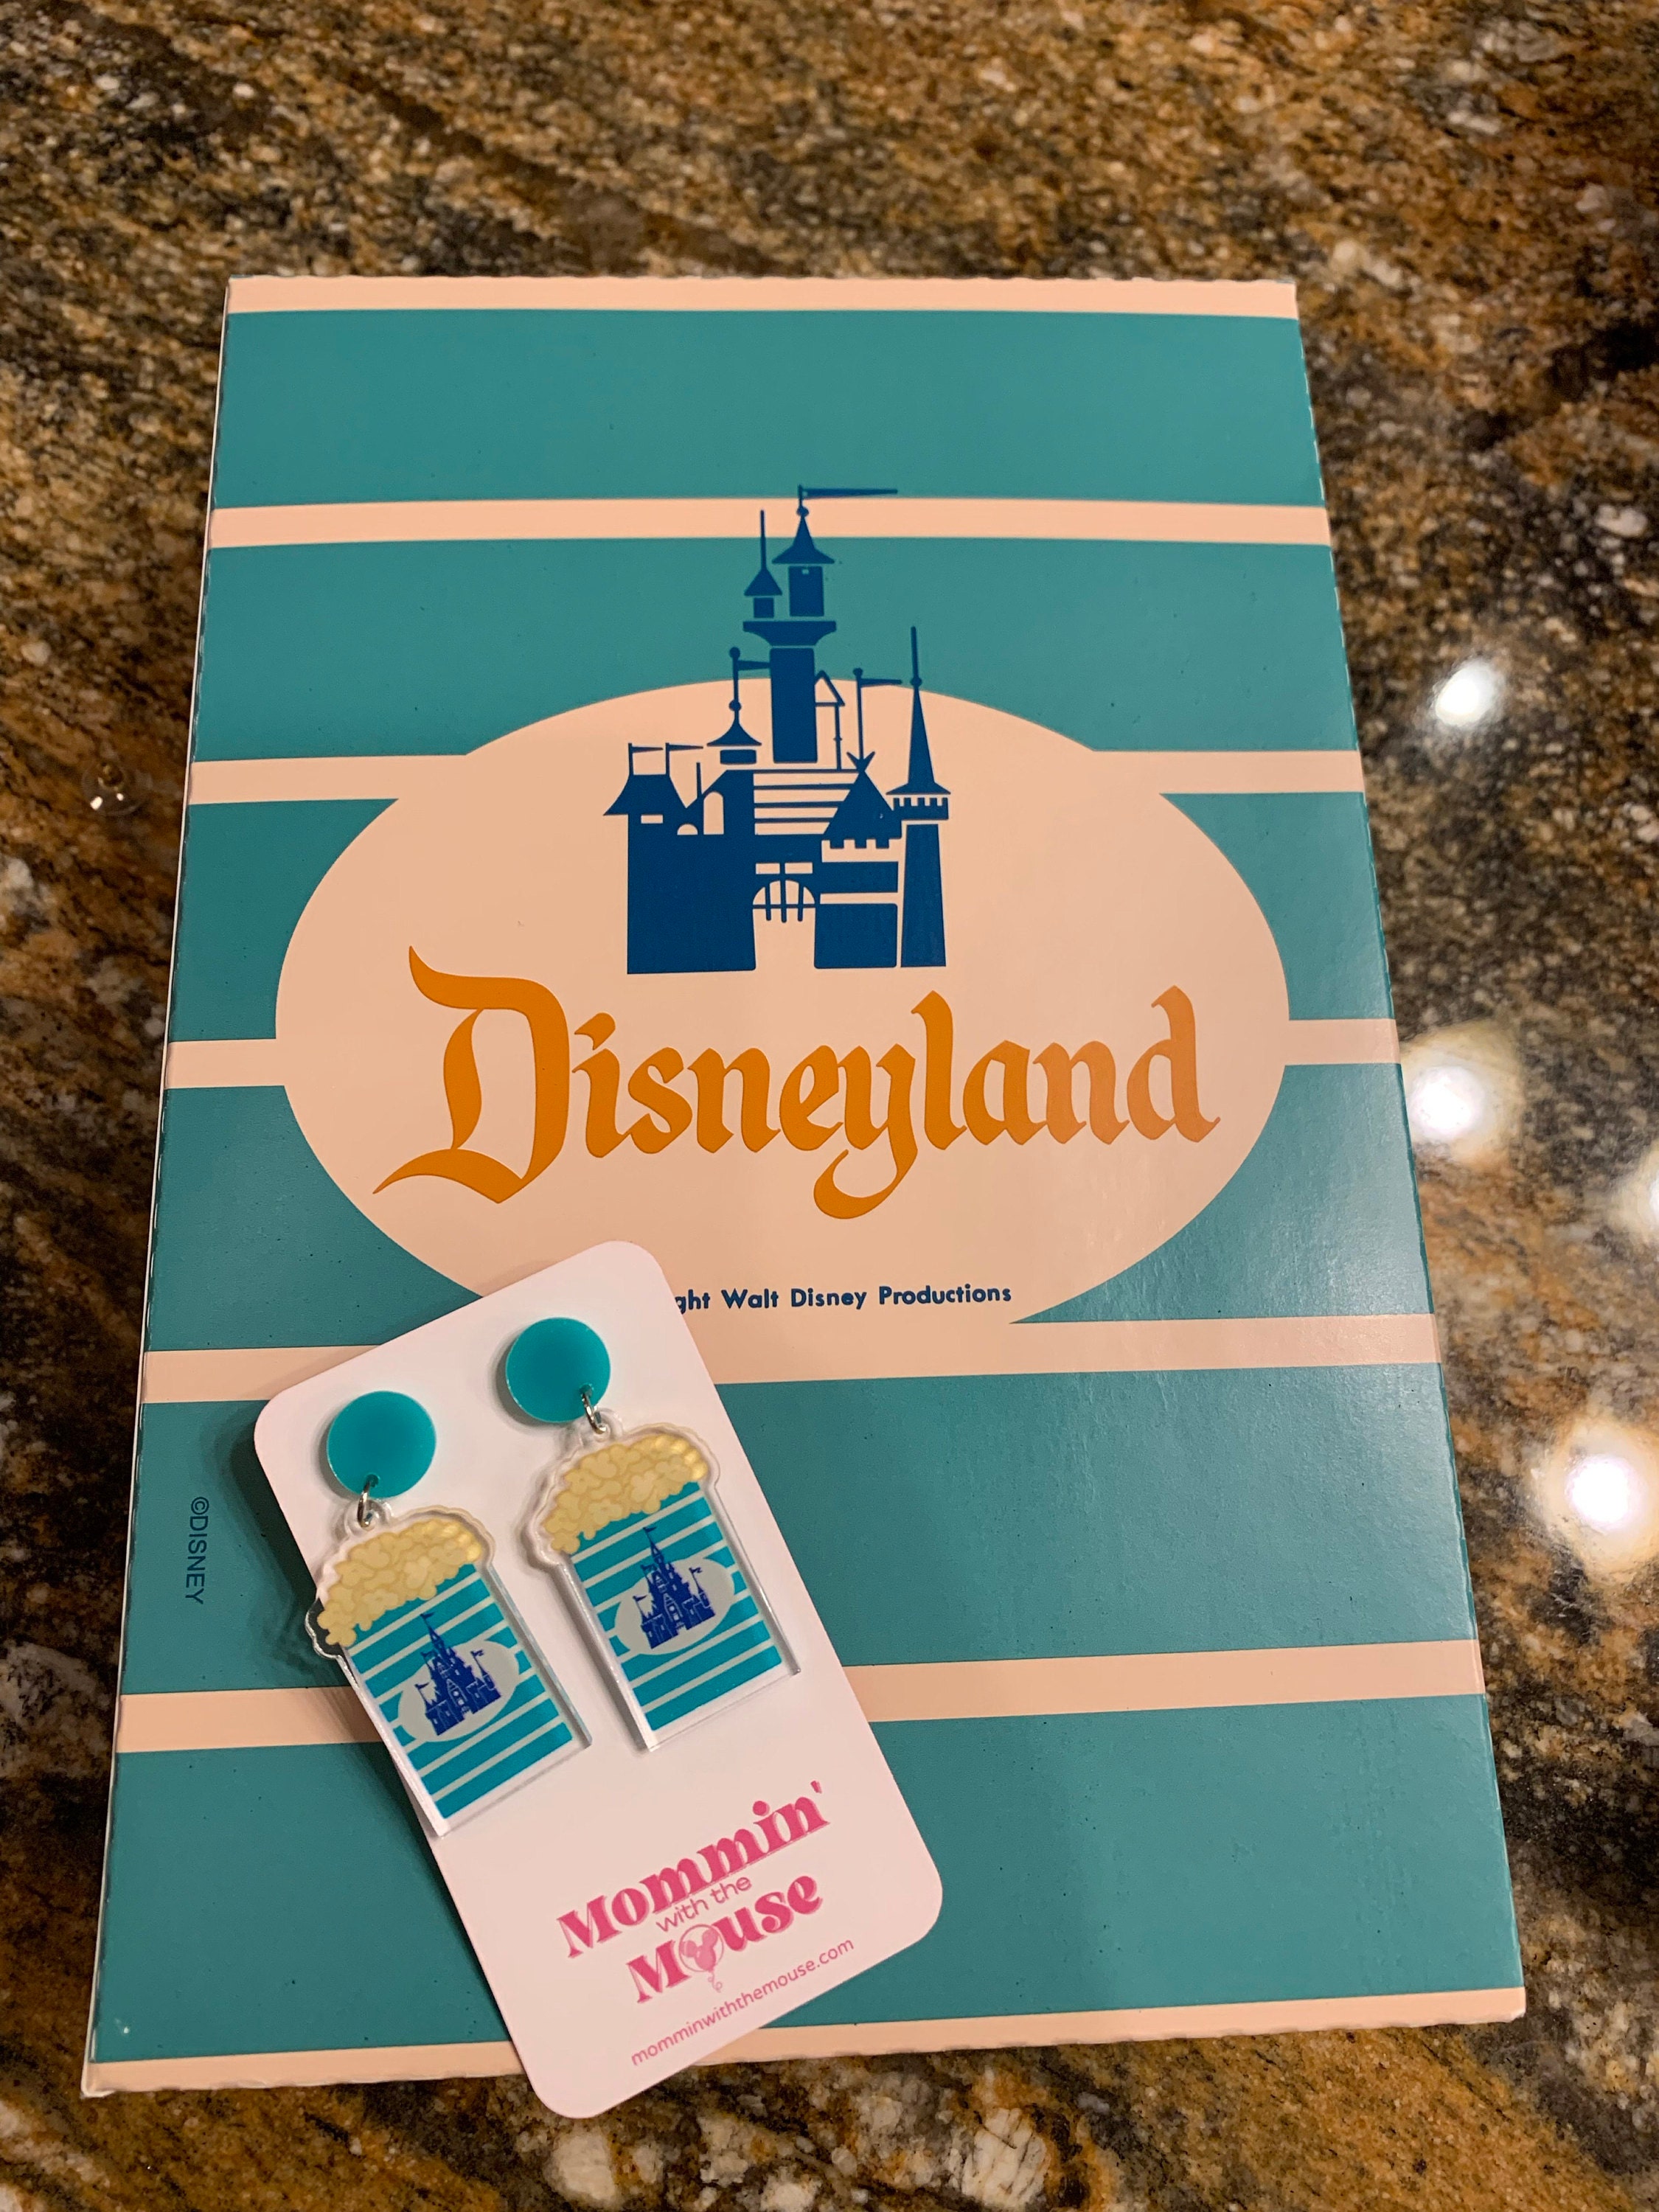 Disneyland
ght Walt Disney Productions
©DISNEY
Mommin'
with the
Mouse
momminwiththemouse.com